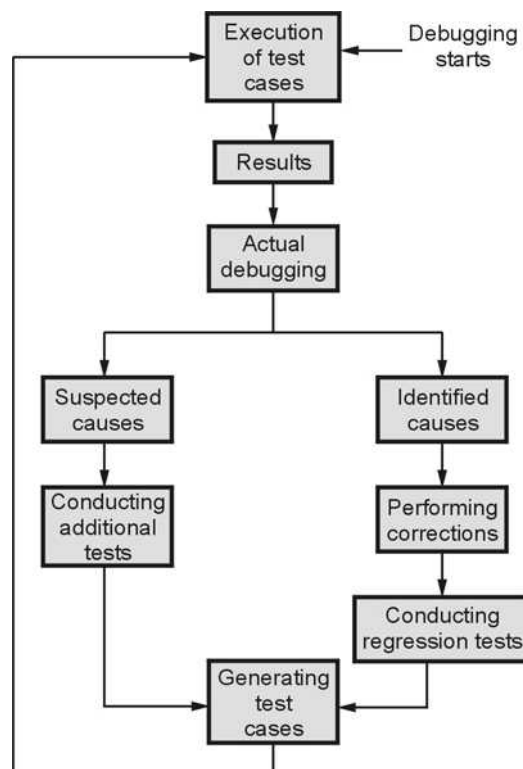 Execution
of test
cases
Debugging
starts
Results
Actual
debugging
Suspected
causes
Identified
causes
Conducting
additional
tests
Performing
corrections
Conducting
regression tests
Generating
test
cases